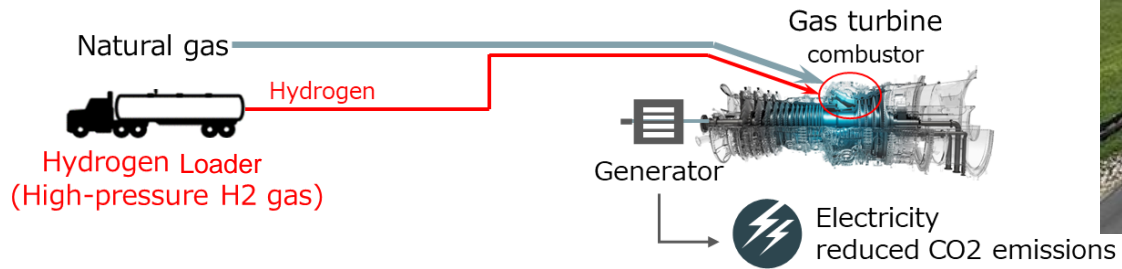 Gas turbine
combustor
Natural gas
Hydrogen
Hydrogen Loader
(High-pressure H2 gas)
Generator
Electricity
reduced CO2 emissions